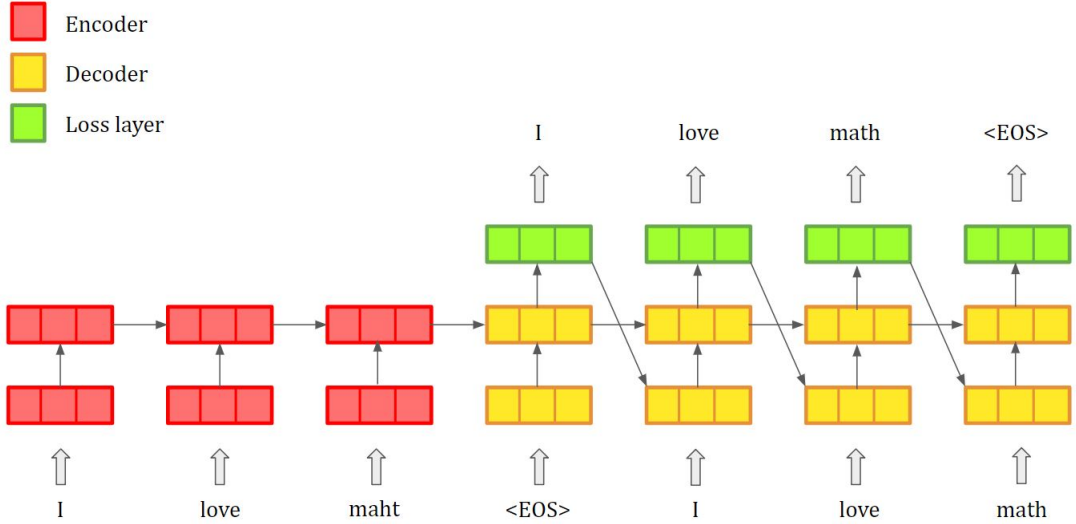 Encoder
Decoder
Loss layer
I love math <EOS>
I love maht <EOS> I love math